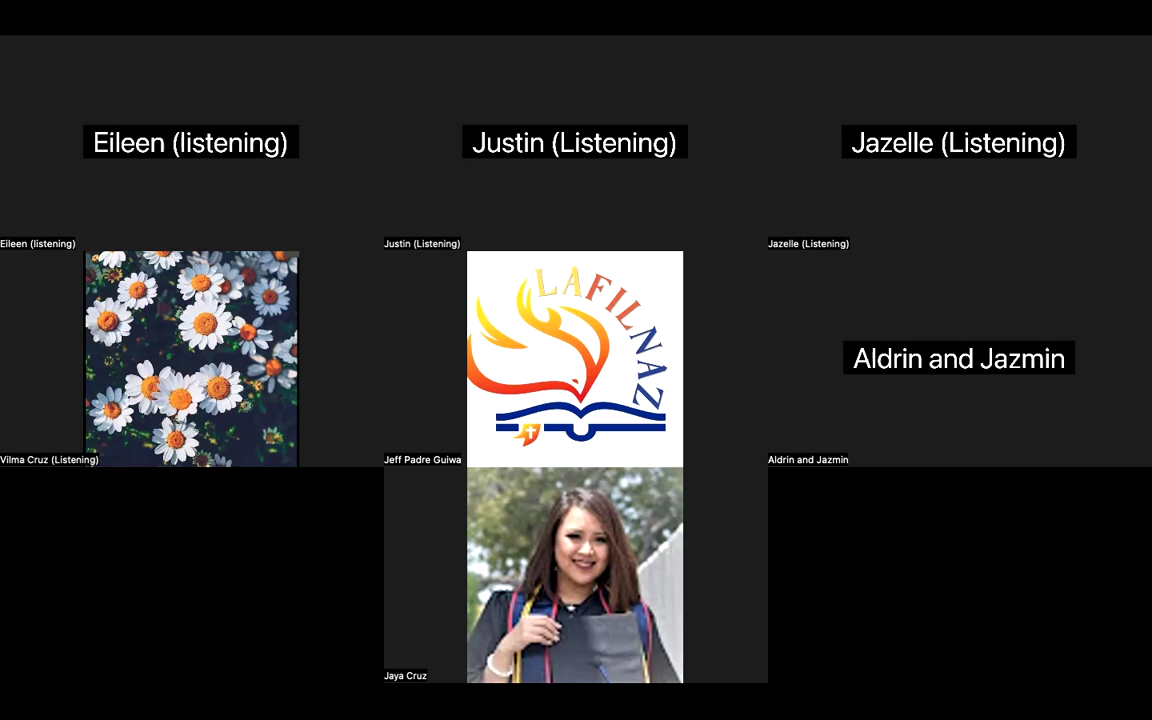 Eileen (listening)
Justin (Listening)
Jazelle (Listening)
Eileen (listening)
Justin (Listening)
Jazelle (Listening)
LAFILNAZ
Aldrin and Jazmin
Vilma Cruz (Listening)
Jeff Padre Guiwa
Aldrin and Jazmin
Jaya Cruz